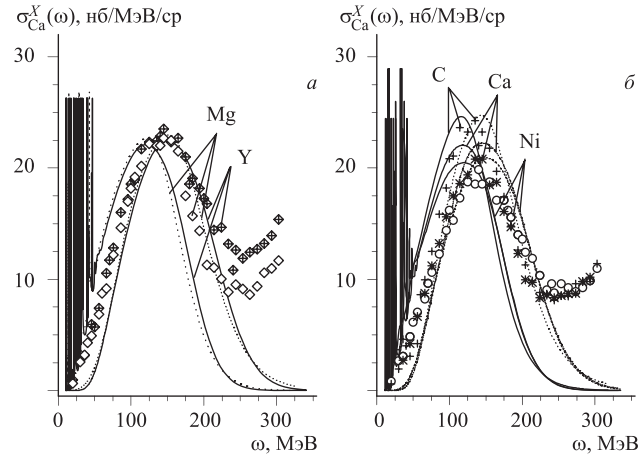 σ^X_Ca(ω), нб/МэВ/ср
σ^X_Ca(ω), нб/МэВ/ср
30
20
10
0
100
200
300
ω, МэВ
а
Mg
Y
30
20
10
0
100
200
300
ω, МэВ
б
C
Ca
Ni